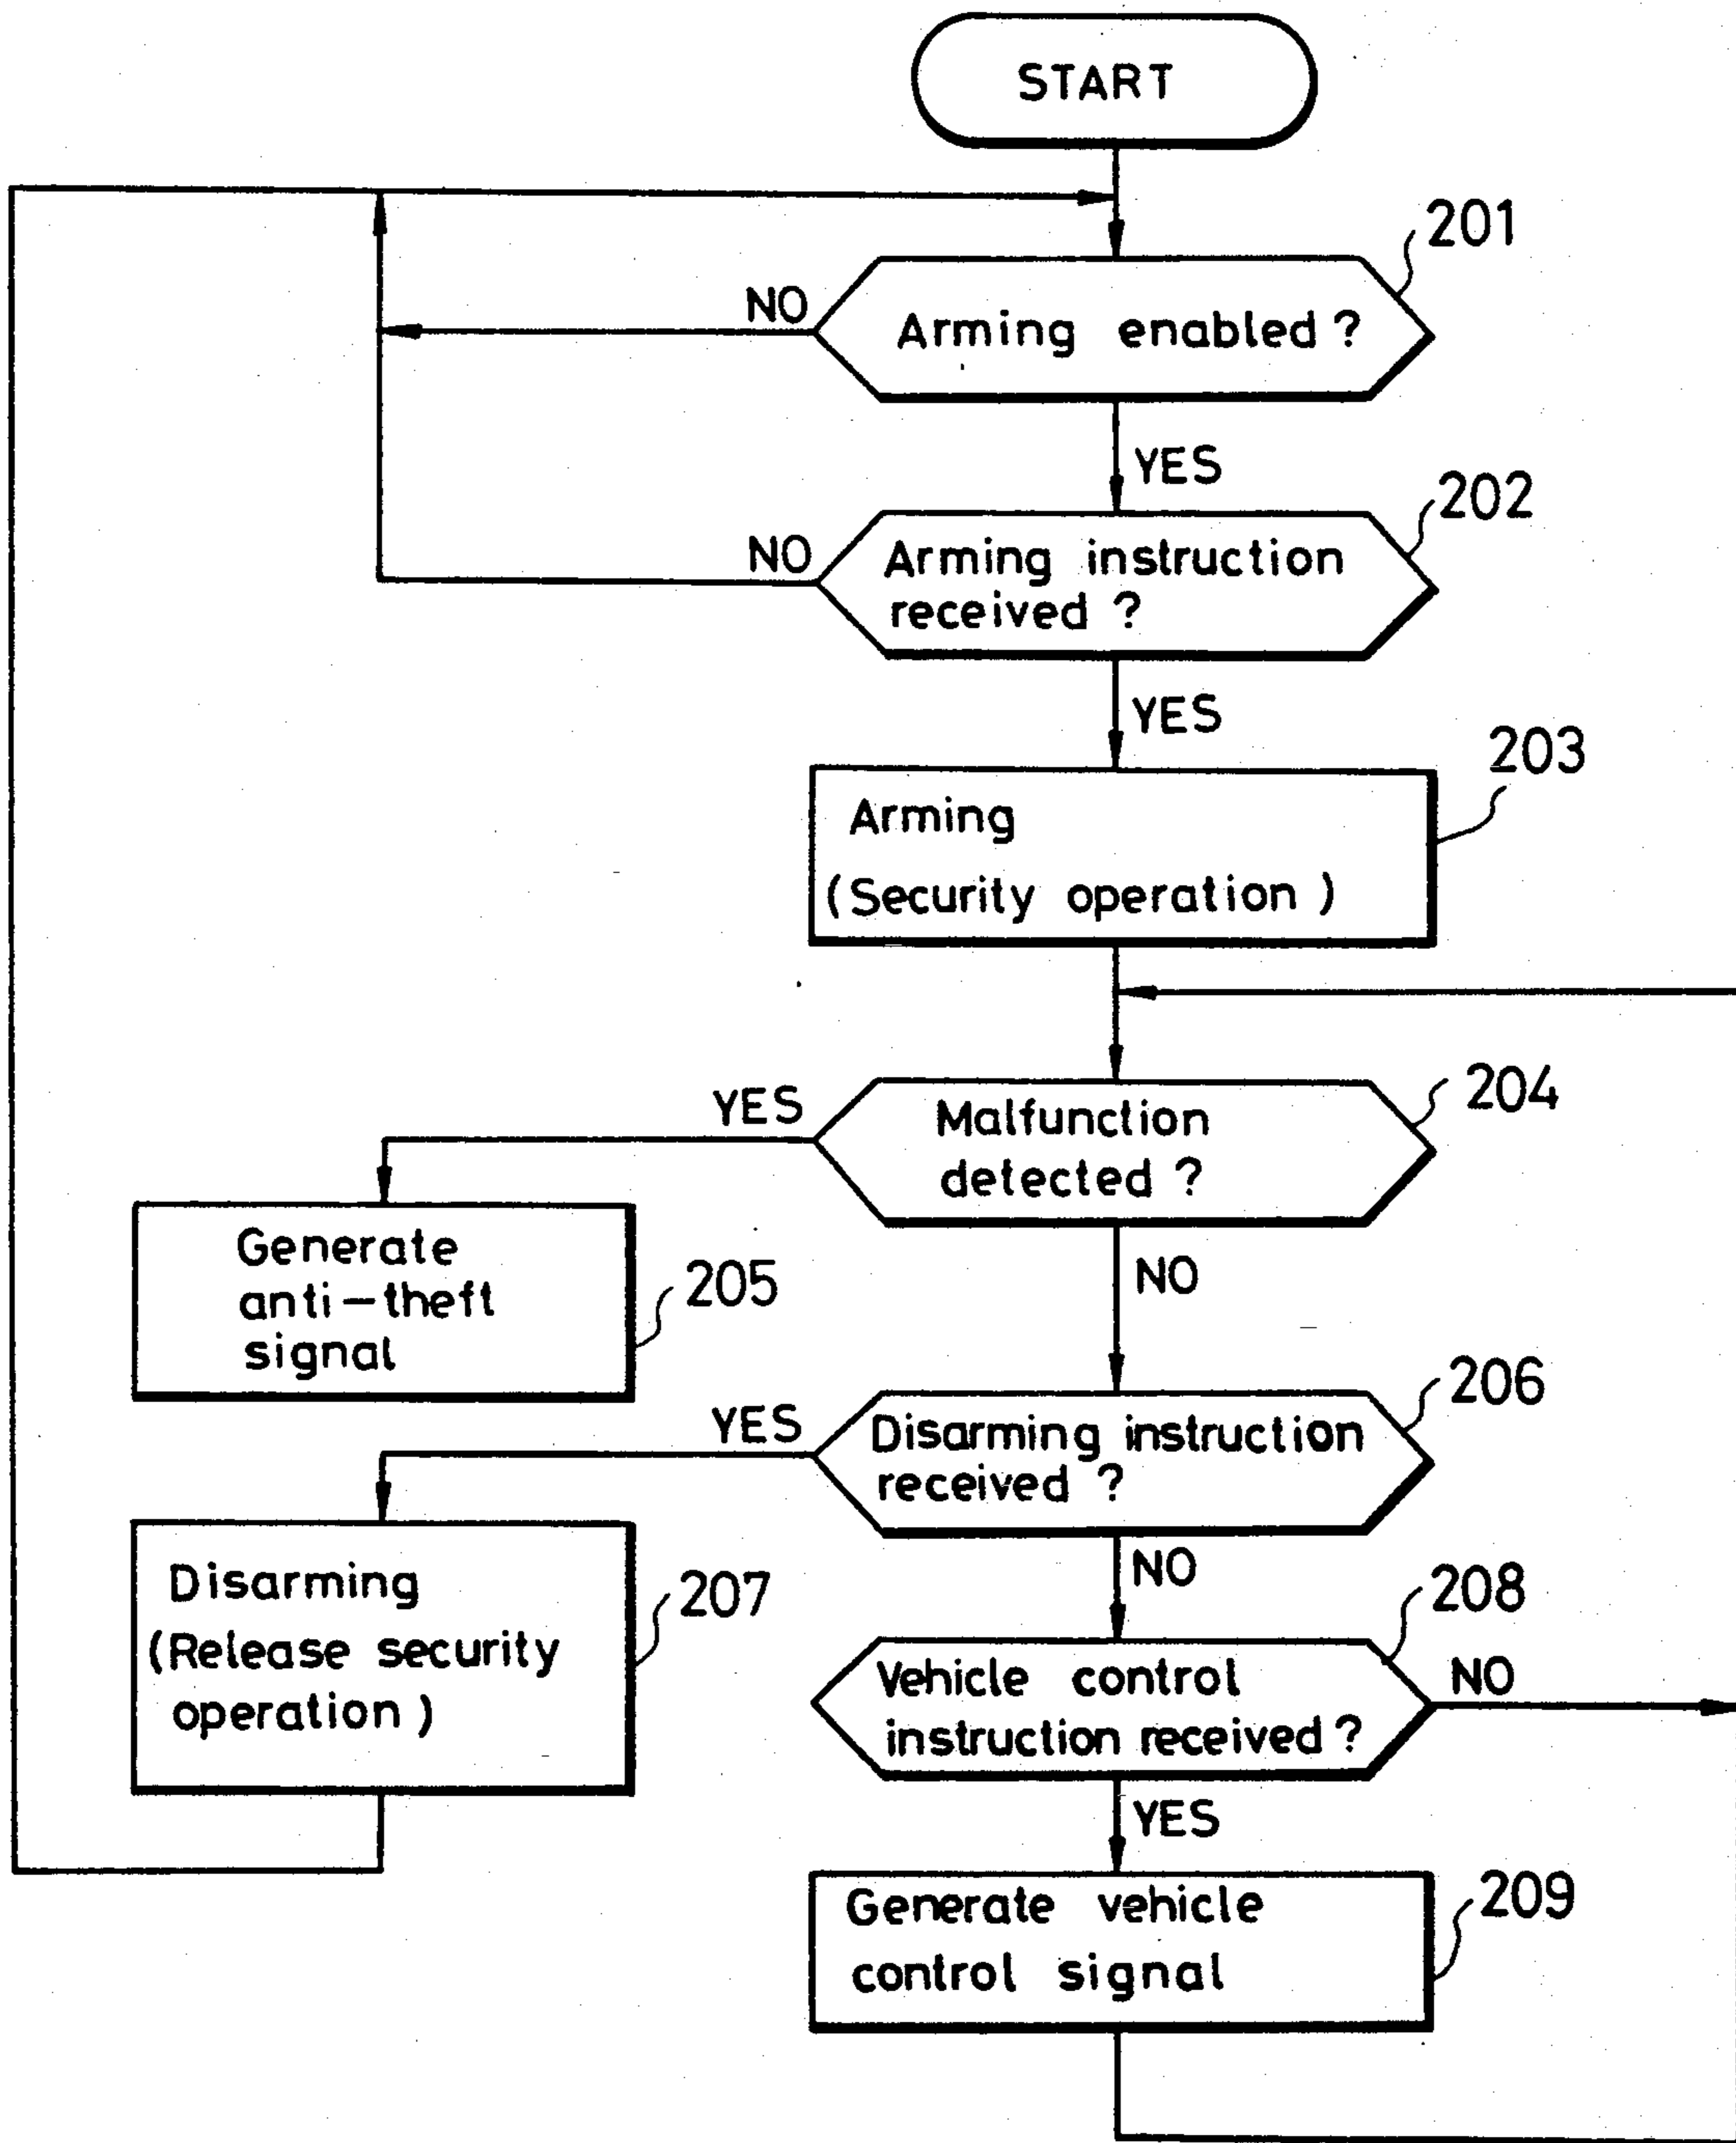 START
201
NO
Arming enabled ?
YES
202
NO
Arming instruction
received ?
YES
203
Arming
(Security operation )
204
YES
Malfunction
detected ?
Generate
anti-theft
signal
205
NO
206
YES
Disarming instruction
received ?
Disarming
(Release security
operation )
207
NO
208
Vehicle control
instruction received ?
NO
YES
209
Generate vehicle
control signal